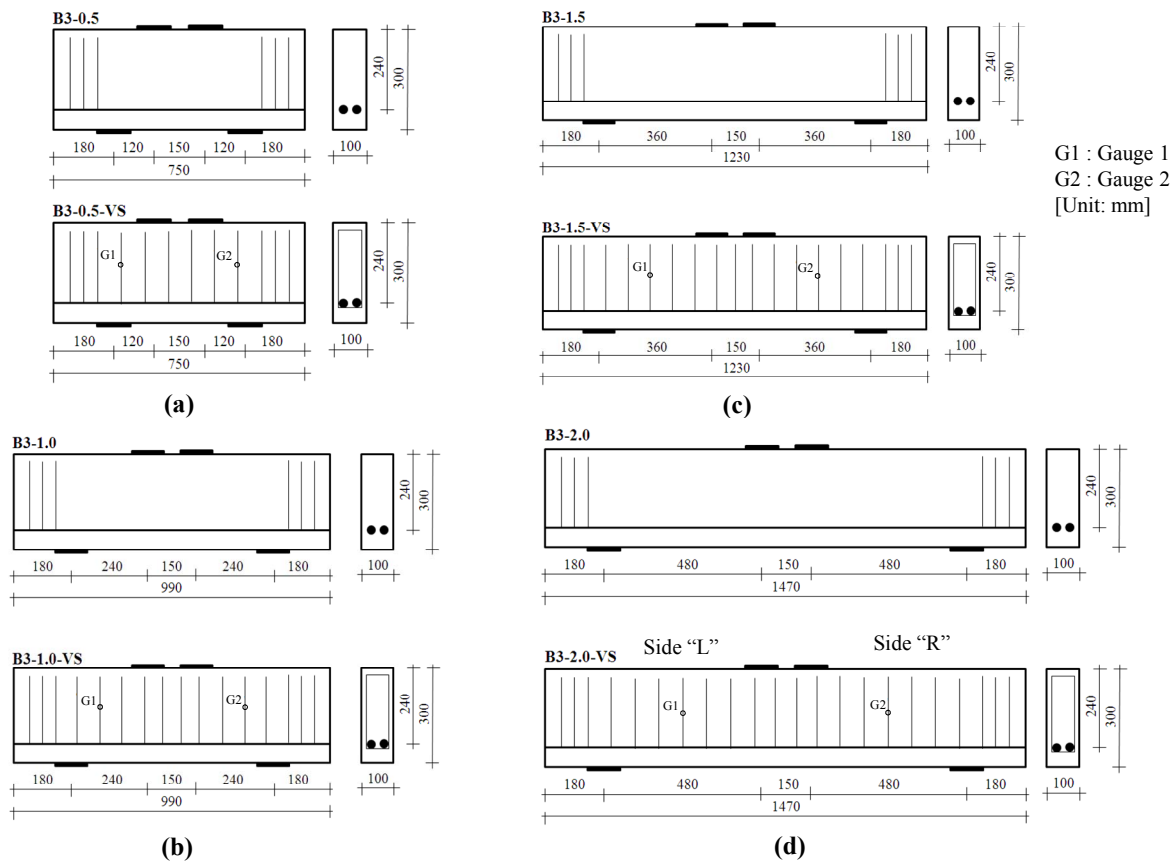 B3-0.5
240
300
180 120 150 120 180
100
750
B3-0.5-VS
G1
G2
240
300
180 120 150 120 180
100
750
(a)
B3-1.5
240
300
180 360 150 360 180
100
1230
B3-1.5-VS
G1
G2
240
300
180 360 150 360 180
100
1230
(c)
G1 : Gauge 1
G2 : Gauge 2
[Unit: mm]
B3-1.0
240
300
180 240 150 240 180
100
990
B3-1.0-VS
G1
G2
240
300
180 240 150 240 180
100
990
(b)
B3-2.0
240
300
180 480 150 480 180
100
1470
Side “L” Side “R”
B3-2.0-VS
G1
G2
240
300
180 480 150 480 180
100
1470
(d)